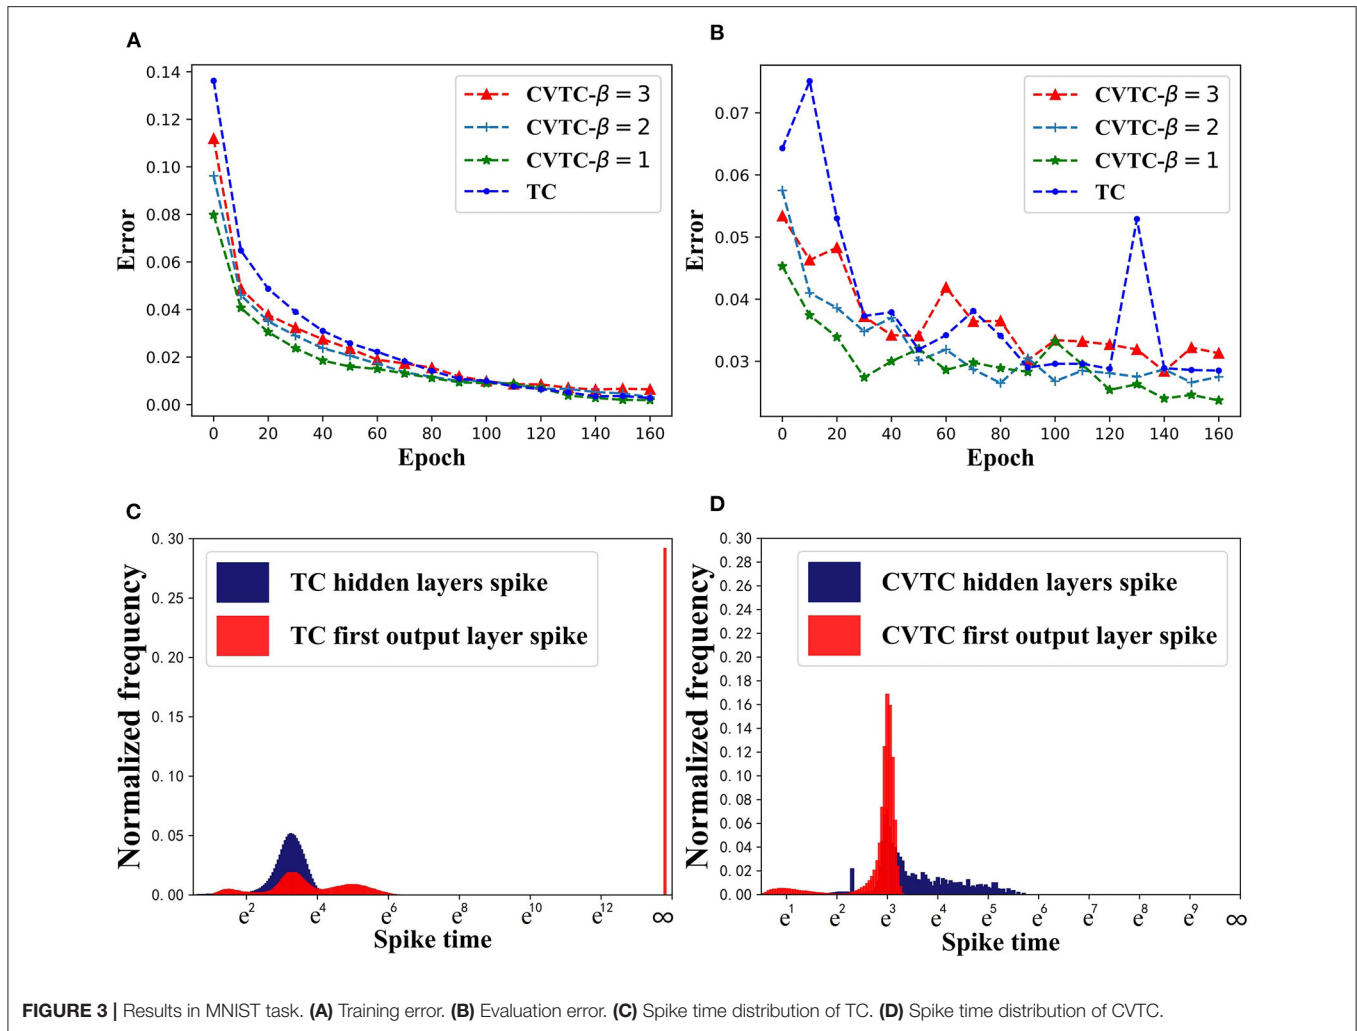 A
0.14
0.12
0.10
0.08
0.06
0.04
0.02
0.00
Error
CVTC-β = 3
CVTC-β = 2
CVTC-β = 1
TC
0 20 40 60 80 100 120 140 160
Epoch
B
0.07
0.06
0.05
0.04
0.03
Error
CVTC-β = 3
CVTC-β = 2
CVTC-β = 1
TC
0 20 40 60 80 100 120 140 160
Epoch
C
0.30
0.25
0.20
0.15
0.10
0.05
0.00
Normalized frequency
TC hidden layers spike
TC first output layer spike
e² e⁴ e⁶ e⁸ e¹⁰ e¹² ∞
Spike time
D
0.30
0.28
0.26
0.24
0.22
0.20
0.18
0.16
0.14
0.12
0.10
0.08
0.06
0.04
0.02
0.00
Normalized frequency
CVTC hidden layers spike
CVTC first output layer spike
e¹ e² e³ e⁴ e⁵ e⁶ e⁷ e⁸ e⁹ ∞
Spike time
FIGURE 3 | Results in MNIST task. (A) Training error. (B) Evaluation error. (C) Spike time distribution of TC. (D) Spike time distribution of CVTC.